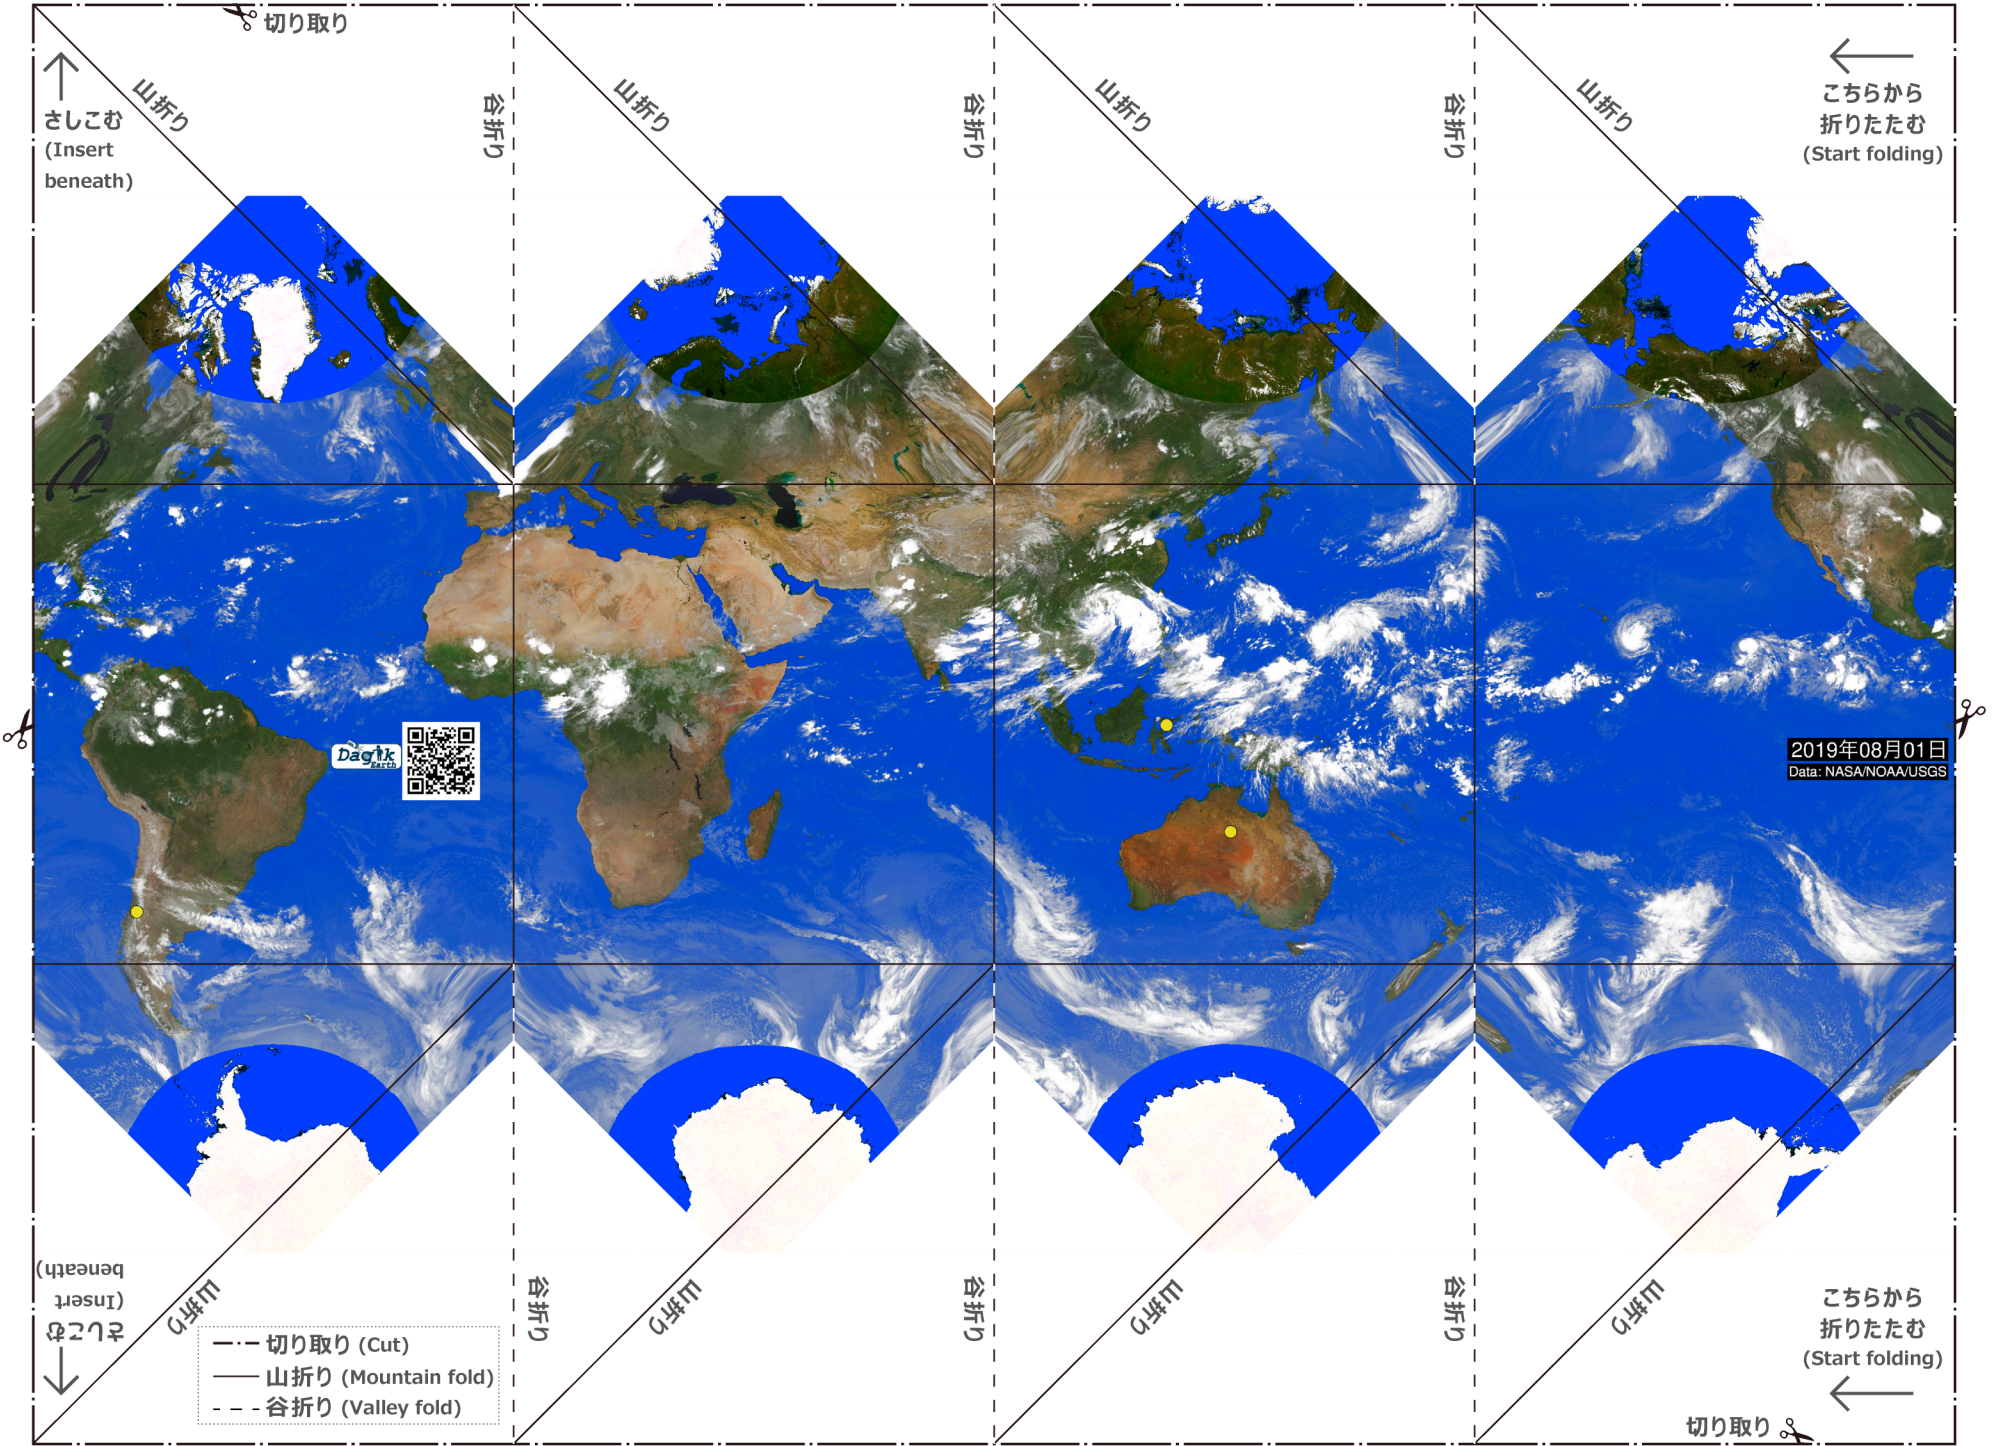 切り取り
さしこむ
(Insert
beneath)
山折り
谷折り
山折り
谷折り
山折り
谷折り
山折り
こちらから
折りたたむ
(Start folding)
Dagik
Earth
2019年08月01日
Data: NASA/NOAA/USGS
さしこむ
(Insert
beneath)
山折り
谷折り
山折り
谷折り
山折り
谷折り
山折り
こちらから
折りたたむ
(Start folding)
切り取り (Cut)
山折り (Mountain fold)
谷折り (Valley fold)
切り取り